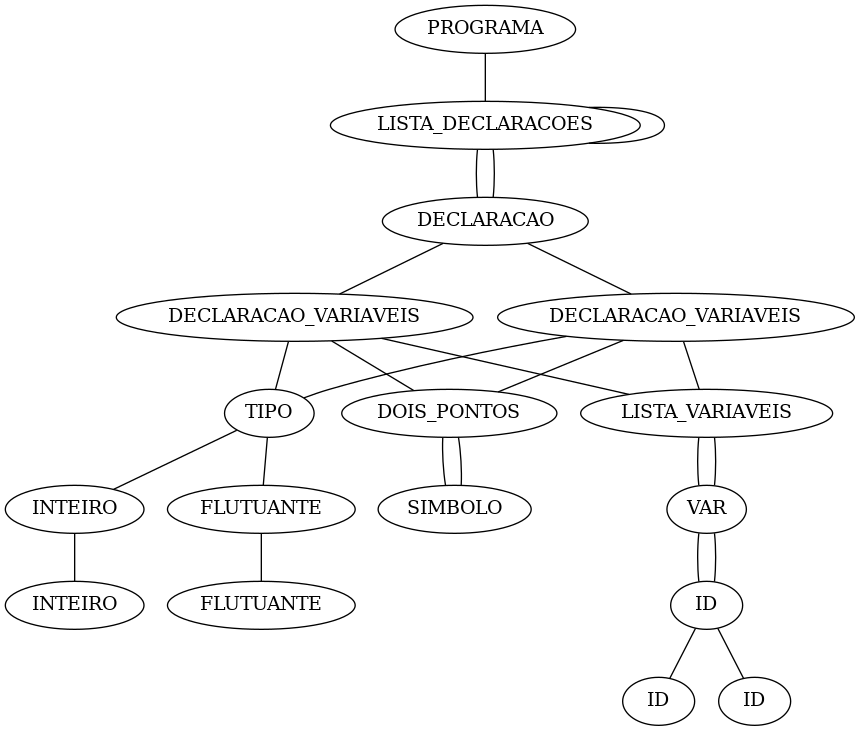 PROGRAMA
LISTA_DECLARACOES
DECLARACAO
DECLARACAO_VARIAVEIS
DECLARACAO_VARIAVEIS
TIPO
DOIS_PONTOS
LISTA_VARIAVEIS
INTEIRO
FLUTUANTE
SIMBOLO
VAR
INTEIRO
FLUTUANTE
ID
ID
ID